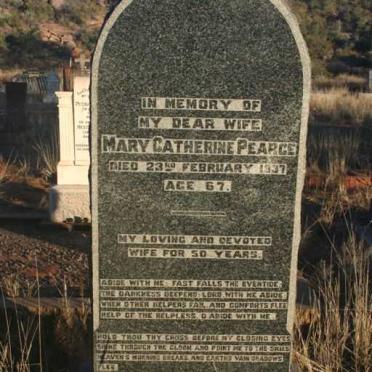 IN MEMORY OF
MY DEAR WIFE
MARY CATHERINE PEARCE
DIED 23RD FEBRUARY 1937
AGE 67.
MY LOVING AND DEVOTED
WIFE FOR 50 YEARS.
ABIDE WITH ME: FAST FALLS THE EVENTIDE,
THE DARKNESS DEEPENS: LORD WITH ME ABIDE
WHEN OTHER HELPERS FAIL, AND COMFORTS FLEE
HELP OF THE HELPLESS, O ABIDE WITH ME.
HOLD THOU THY CROSS BEFORE MY CLOSING EYES
SHINE THROUGH THE GLOOM AND POINT ME TO THE SKIES
HEAVEN'S MORNING BREAKS, AND EARTHS VAIN SHADOWS
FLEE